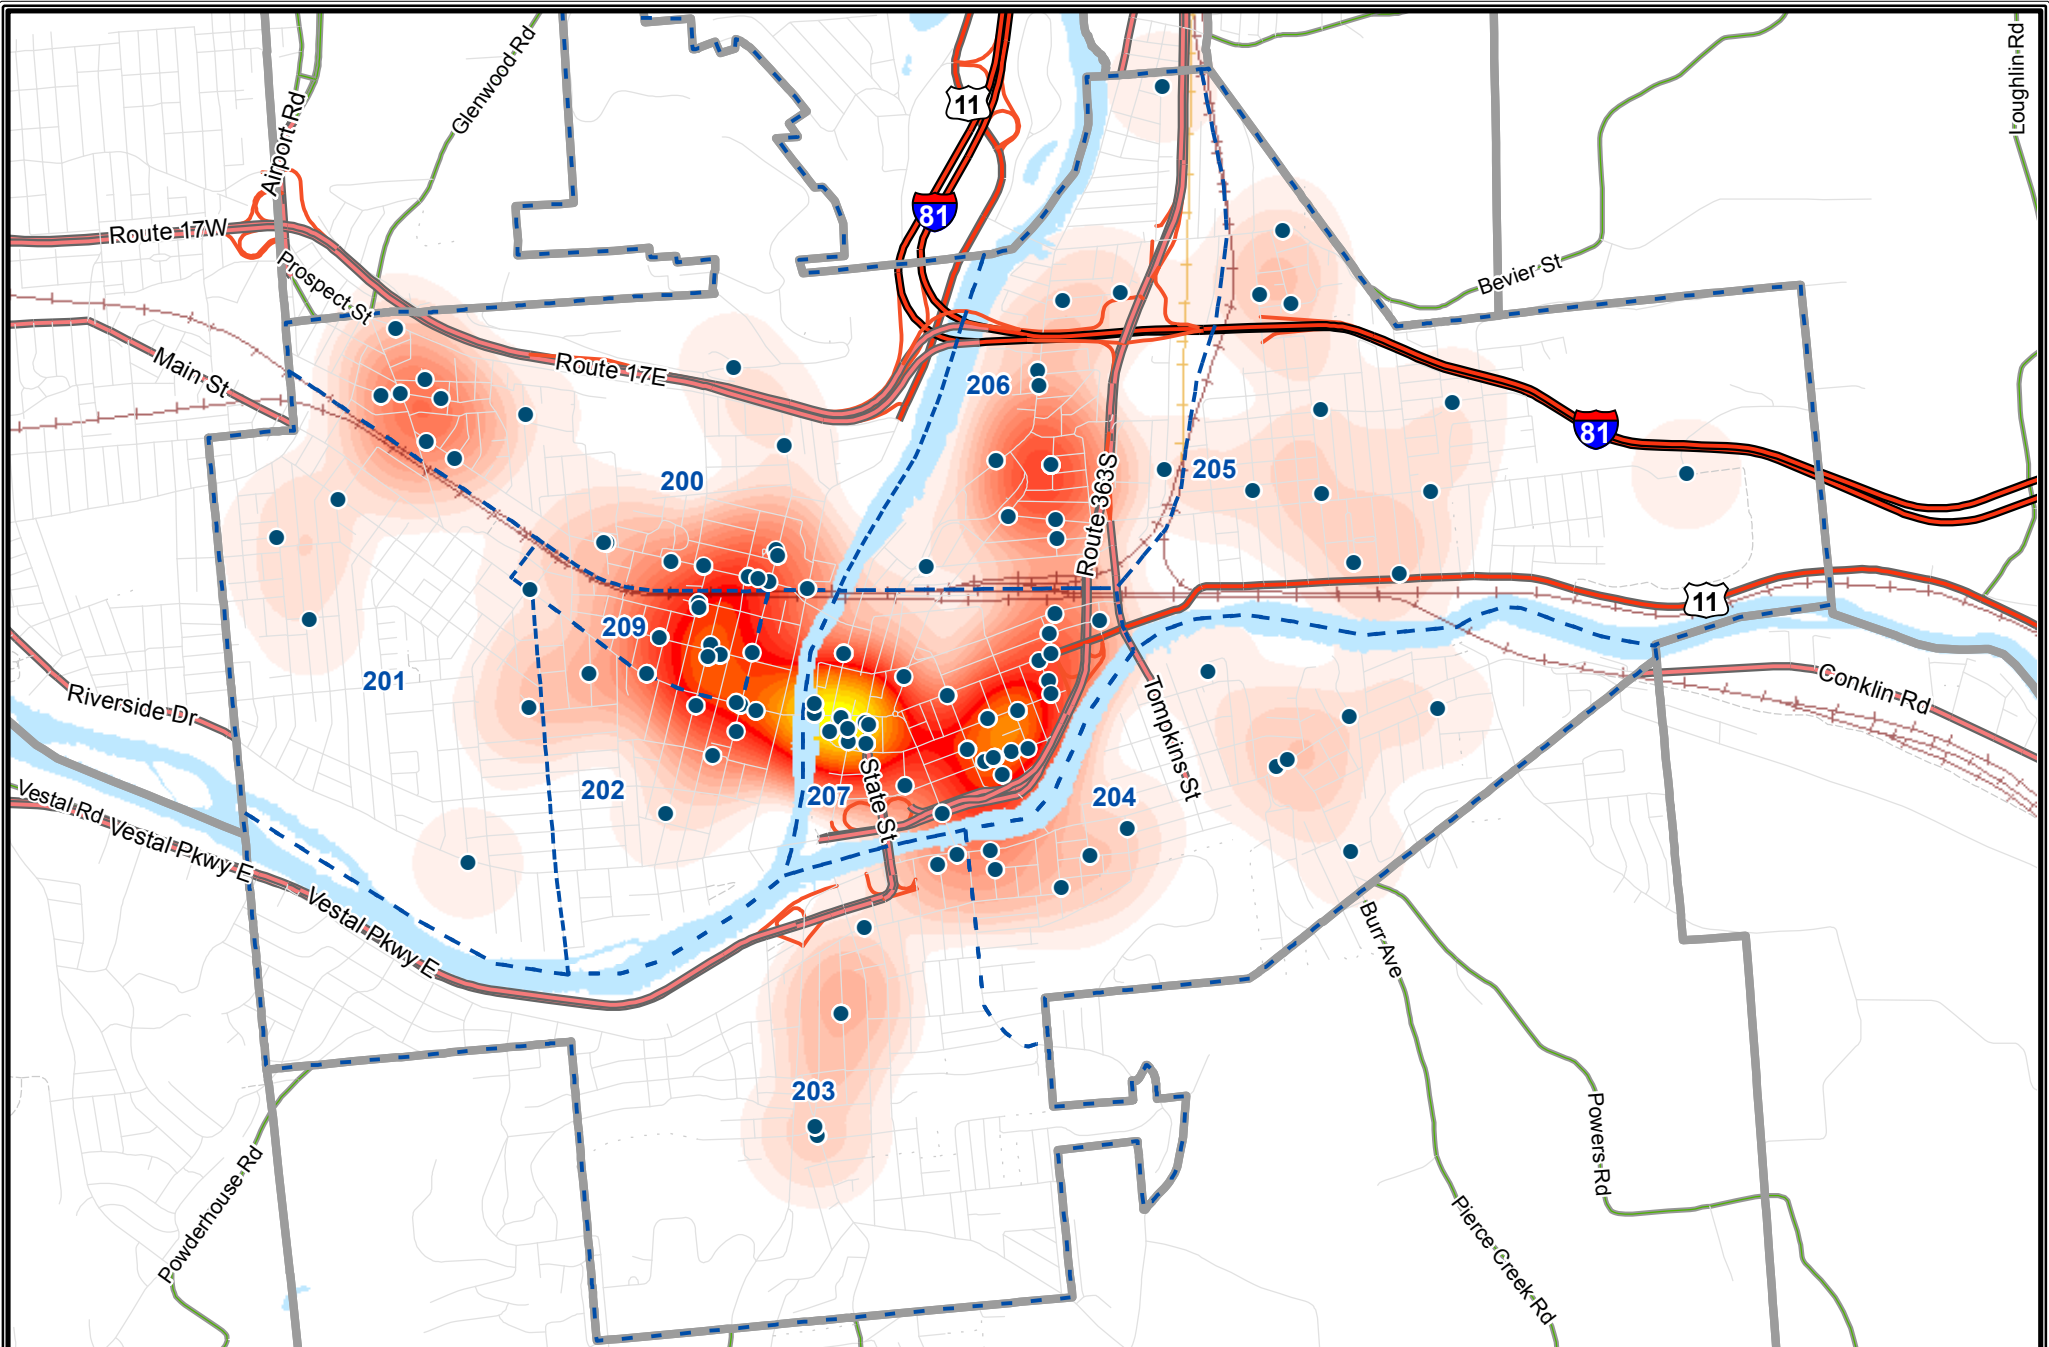 Loughlin Rd
Glenwood Rd
11
Airport Rd
81
Route 17W
Bevier St
Prospect St
Main St
Route 17E
206
81
205
200
Route 363S
11
209
201
Conklin Rd
Riverside Dr
Tompkins St
State St
202
207
204
Vestal Rd
Vestal Pkwy E
Vestal Pkwy E
Burr Ave
203
Powers Rd
Powderhouse Rd
Pierce Creek Rd